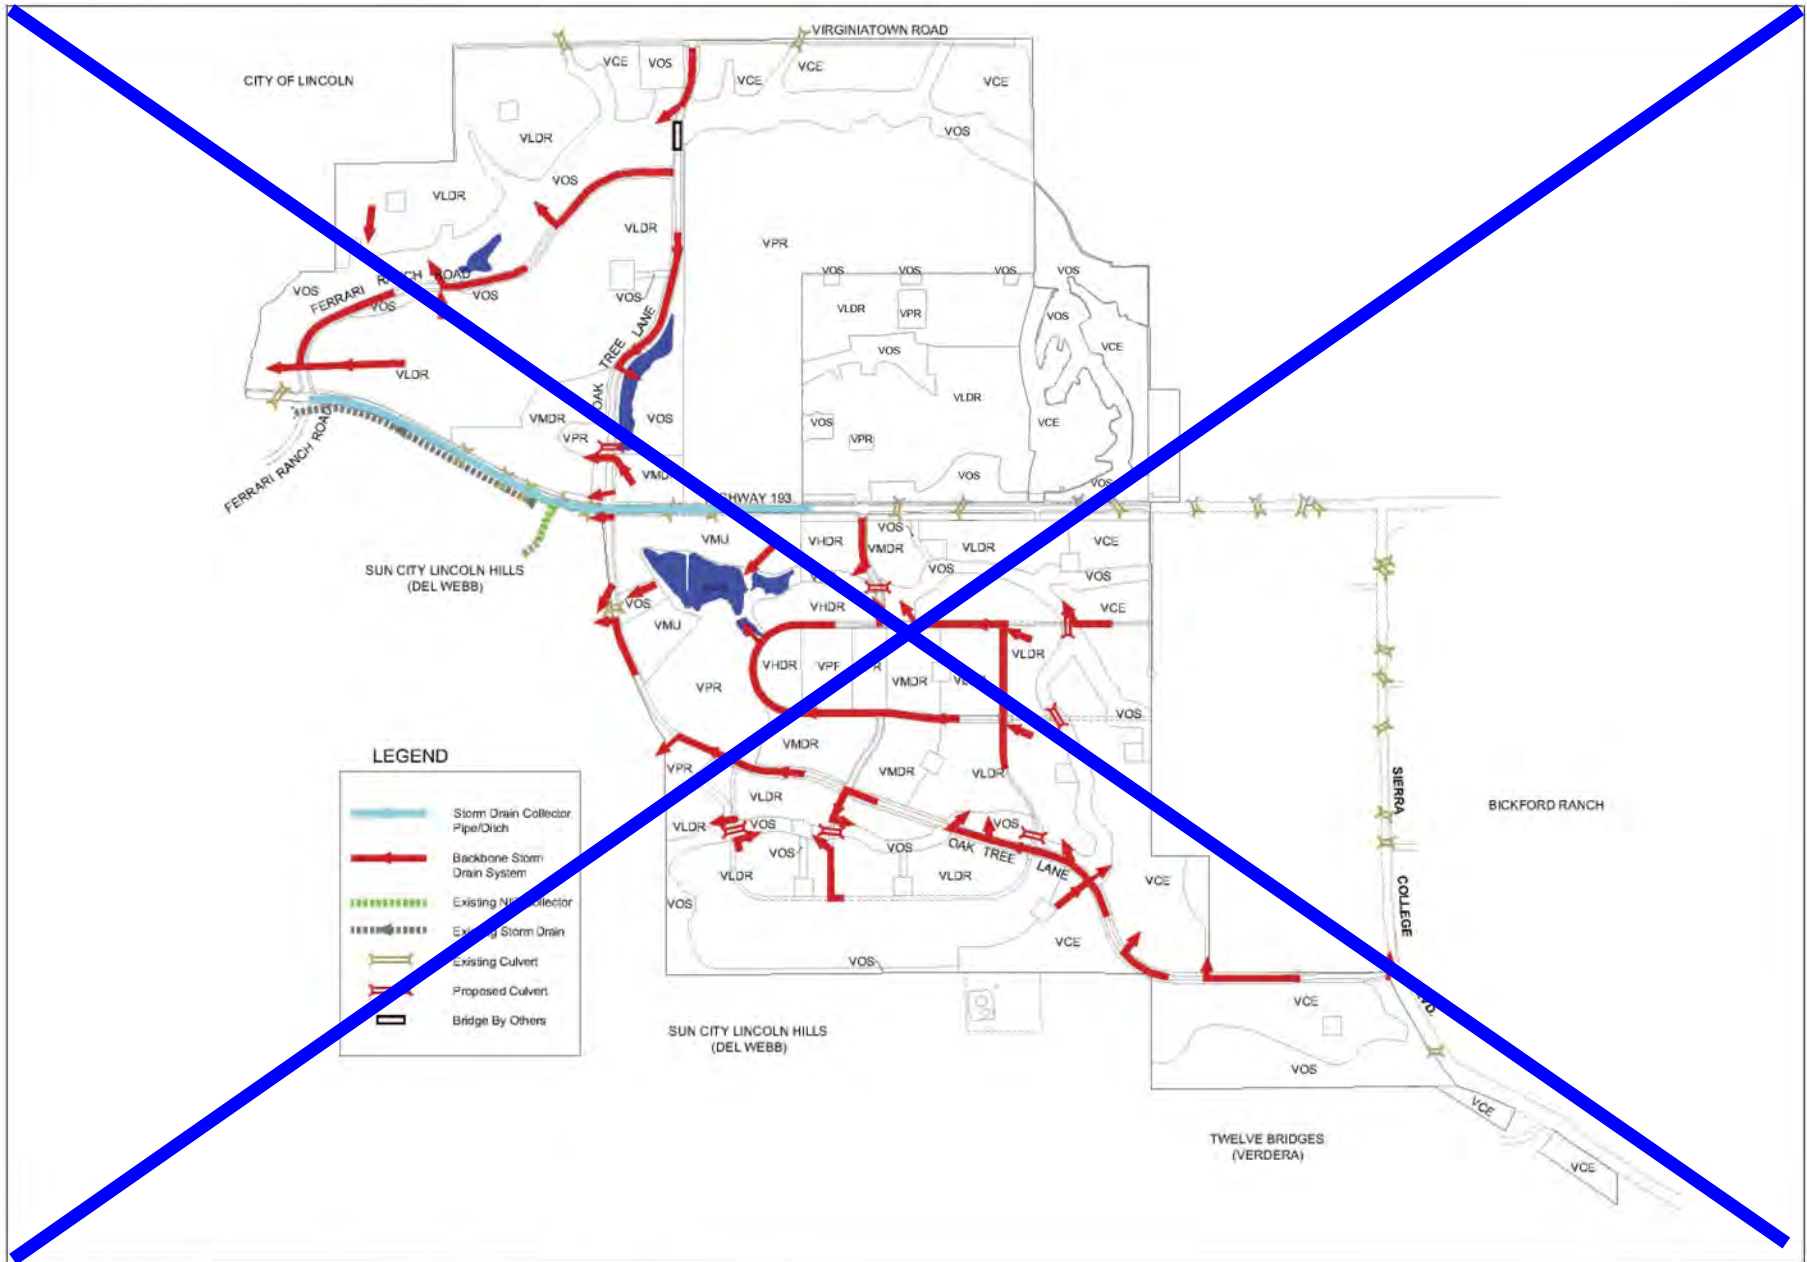 VIRGINIATOWN ROAD
CITY OF LINCOLN
VCE
VOS
VCE
VCE
VCE
VLDR
VOS
VOS
VLDR
VLDR
VPR
FERRARI RANCH ROAD
VOS
VOS
VOS
VOS
OAK TREE LANE
VOS
VOS
VOS
VOS
VLDR
VPR
VOS
VCE
VOS
VLDR
VLDR
VMDR
VPR
VOS
VOS
VPR
VCE
VOS
VOS
FERRARI RANCH ROAD
HIGHWAY 193
SUN CITY LINCOLN HILLS
(DEL WEBB)
VMU
VHDR
VOS
VMDR
VLDR
VCE
VOS
VOS
VOS
VMU
VHDR
VCE
VLDR
VHDR
VMDR
VPR
VOS
VMDR
VMDR
VLDR
VPR
VLDR
VLDR
VOS
VOS
VOS
VOS
VLDR
VLDR
OAK TREE LANE
VCE
VOS
VCE
VOS
SIERRA
COLLEGE
BICKFORD RANCH
LEGEND
Storm Drain Collector
Pipe/Ditch
Backbone Storm
Drain System
Existing Storm Drain
Existing Culvert
Proposed Culvert
Bridge By Others
SUN CITY LINCOLN HILLS
(DEL WEBB)
VCE
VOS
VCE
TWELVE BRIDGES
(VERDERA)
VCE